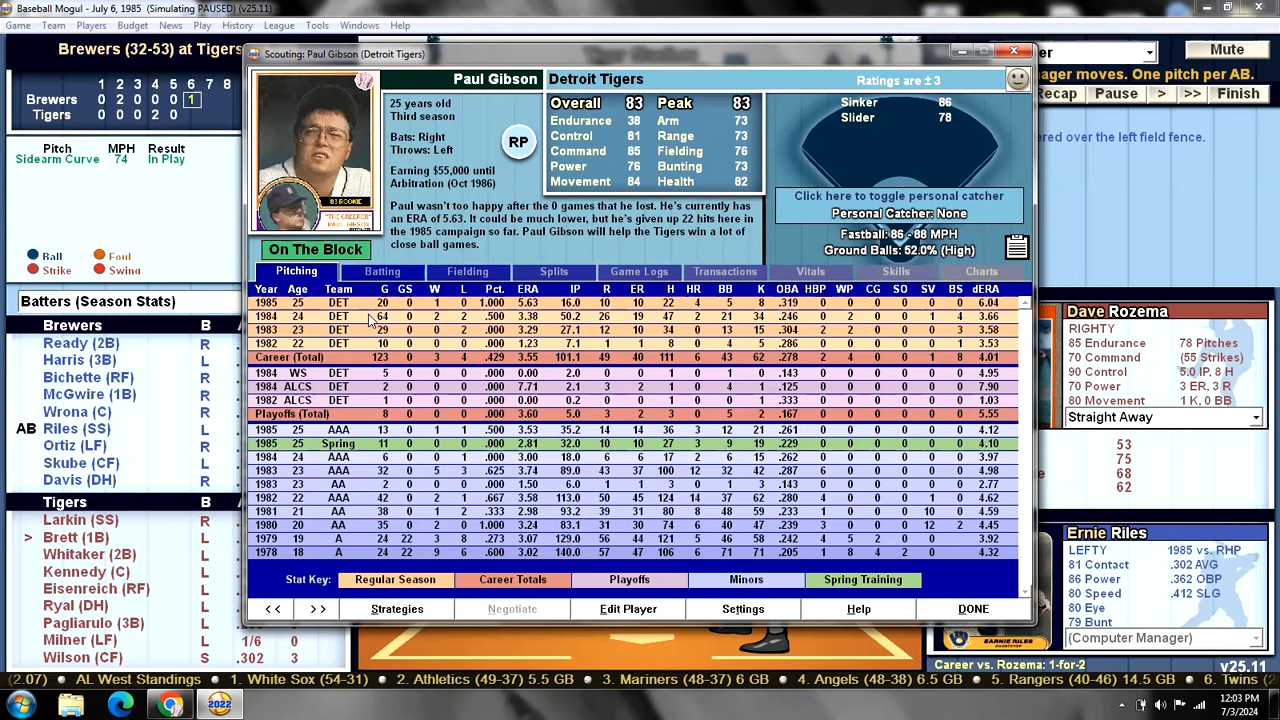 Baseball Mogul - July 6, 1985 (Simulating PAUSED) (v25.11)
Game Team Players Budget News Play History League Tools Windows Help
Brewers (32-53) at Tigers
1 2 3 4 5 6 7 8
Brewers 0 2 0 0 0 1
Tigers 0 0 0 2 0
Pitch MPH Result
Sidearm Curve 74 In Play
Ball Foul
Strike Swing
Batters (Season Stats)
Brewers B
Ready (2B) R
Harris (3B) L
Bichette (RF) R
McGwire (1B) R
Wrona (C) R
AB Riles (SS) L
Ortiz (LF) R
Skube (CF) L
Davis (DH) L
Tigers B
Larkin (SS) R
> Brett (1B) L
Whitaker (2B) L
Kennedy (C) L
Eisenreich (RF) L
Ryal (DH) L
Pagliarulo (3B) L
Milner (LF) L 1/6 0
Wilson (CF) S .302 3
Scouting: Paul Gibson (Detroit Tigers)
Paul Gibson
25 years old
Third season
Bats: Right
Throws: Left
Earning $55,000 until
Arbitration (Oct 1986)
RP
Detroit Tigers
Ratings are ± 3
Overall 83 Peak 83
Endurance 38 Arm 73
Control 81 Range 73
Command 85 Fielding 76
Power 76 Bunting 73
Movement 84 Health 82
Sinker 86
Slider 78
Click here to toggle personal catcher
Personal Catcher: None
Fastball: 86 - 88 MPH
Ground Balls: 52.0% (High)
'83 ROOKIE
"THE CREEPER"
PAUL GIBSON
Paul wasn't too happy after the 0 games that he lost. He's currently has
an ERA of 5.63. It could be much lower, but he's given up 22 hits here in
the 1985 campaign so far. Paul Gibson will help the Tigers win a lot of
close ball games.
On The Block
Pitching Batting Fielding Splits Game Logs Transactions Vitals Skills Charts
Year Age Team G GS W L Pct. ERA IP R ER H HR BB K OBA HBP WP CG SO SV BS dERA
1985 25 DET 20 0 1 0 1.000 5.63 16.0 10 10 22 4 5 8 .319 0 0 0 0 0 0 6.04
1984 24 DET 64 0 2 2 .500 3.38 50.2 26 19 47 2 21 34 .246 0 2 0 0 1 4 3.66
1983 23 DET 29 0 0 2 .000 3.29 27.1 12 10 34 0 13 15 .304 2 2 0 0 0 3 3.58
1982 22 DET 10 0 0 0 .000 1.23 7.1 1 1 8 0 4 5 .286 0 0 0 0 0 1 3.53
Career (Total) 123 0 3 4 .429 3.55 101.1 49 40 111 6 43 62 .278 2 4 0 0 1 8 4.01
1984 WS DET 5 0 0 0 .000 0.00 2.0 0 0 1 0 1 0 .143 0 0 0 0 0 0 4.95
1984 ALCS DET 2 0 0 0 .000 7.71 2.1 3 2 1 0 4 1 .125 0 0 0 0 0 0 7.90
1982 ALCS DET 1 0 0 0 .000 0.00 0.2 0 0 1 0 0 1 .333 0 0 0 0 0 0 1.03
Playoffs (Total) 8 0 0 0 .000 3.60 5.0 3 2 3 0 5 2 .167 0 0 0 0 0 0 5.55
1985 25 AAA 13 0 1 1 .500 3.53 35.2 14 14 36 3 12 21 .261 0 0 0 0 0 0 4.12
1985 25 Spring 11 0 0 0 .000 2.81 32.0 10 10 27 3 9 19 .229 0 0 0 0 0 0 4.10
1984 24 AAA 6 0 0 1 .000 3.00 18.0 6 6 17 2 6 15 .262 0 0 0 0 0 0 3.97
1983 23 AAA 32 0 5 3 .625 3.74 89.0 43 37 100 12 32 42 .287 6 0 0 0 0 0 4.98
1983 23 AA 2 0 0 0 .000 1.50 6.0 1 1 3 0 1 3 .143 0 0 0 0 0 0 2.77
1982 22 AAA 42 0 2 1 .667 3.58 113.0 50 45 124 14 37 62 .280 4 0 0 0 1 0 4.62
1981 21 AA 38 0 1 2 .333 2.98 93.2 39 31 80 8 48 59 .233 1 0 0 0 10 0 4.59
1980 20 AA 35 0 2 0 1.000 3.24 83.1 31 30 74 6 40 47 .239 3 0 0 0 12 2 4.45
1979 19 A 24 22 3 8 .273 3.07 129.0 56 44 121 5 46 58 .242 4 5 2 0 0 0 3.92
1978 18 A 24 22 9 6 .600 3.02 140.0 57 47 106 6 71 71 .205 1 8 4 2 0 0 4.32
Stat Key: Regular Season Career Totals Playoffs Minors Spring Training
<< >> Strategies Negotiate Edit Player Settings Help DONE
Mute
nager moves. One pitch per AB.
ecap Pause > >> Finish
ered over the left field fence.
Dave Rozema
RIGHTY
85 Endurance 78 Pitches
70 Command (55 Strikes)
90 Control 5.0 IP, 8 H
70 Power 3 ER, 3 R
80 Movement 1 K, 0 BB
Straight Away
53
75
68
62
Ernie Riles
LEFTY 1985 vs. RHP
81 Contact .302 AVG
86 Power .362 OBP
80 Speed .412 SLG
80 Eye
79 Bunt
(Computer Manager)
EARNIE RILES
Career vs. Rozema: 1-for-2
v25.11
(2.07) AL West Standings 1. White Sox (54-31) 2. Athletics (49-37) 5.5 GB 3. Mariners (48-37) 6 GB 4. Angels (48-38) 6.5 GB 5. Rangers (40-46) 14.5 GB 6. Twins (2
2022
12:03 PM
7/3/2024